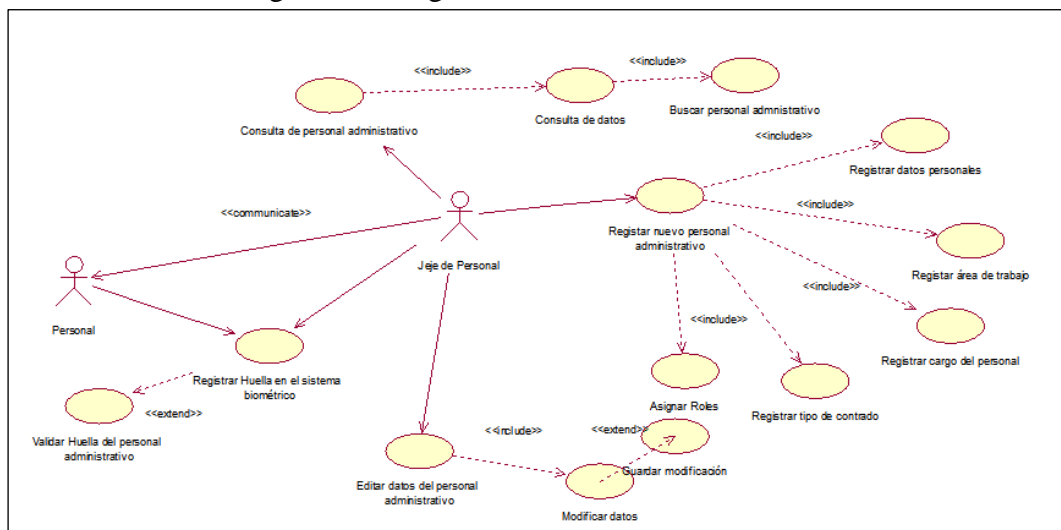 <<include>>
<<include>>
Consulta de personal administrativo
Consulta de datos
Buscar personal admnistrativo
<<include>>
Registrar datos personales
<<communicate>>
<<include>>
Registar nuevo personal
administrativo
Jeje de Personal
Registar área de trabajo
<<include>>
Personal
<<include>>
Registrar cargo del personal
Registrar Huella en el sistema
biométrico
Asignar Roles
Registrar tipo de contrado
<<extend>>
Validar Huella del personal
administrativo
<<include>>
<<extend>>
Guardar modificación
Editar datos del personal
administrativo
Modificar datos